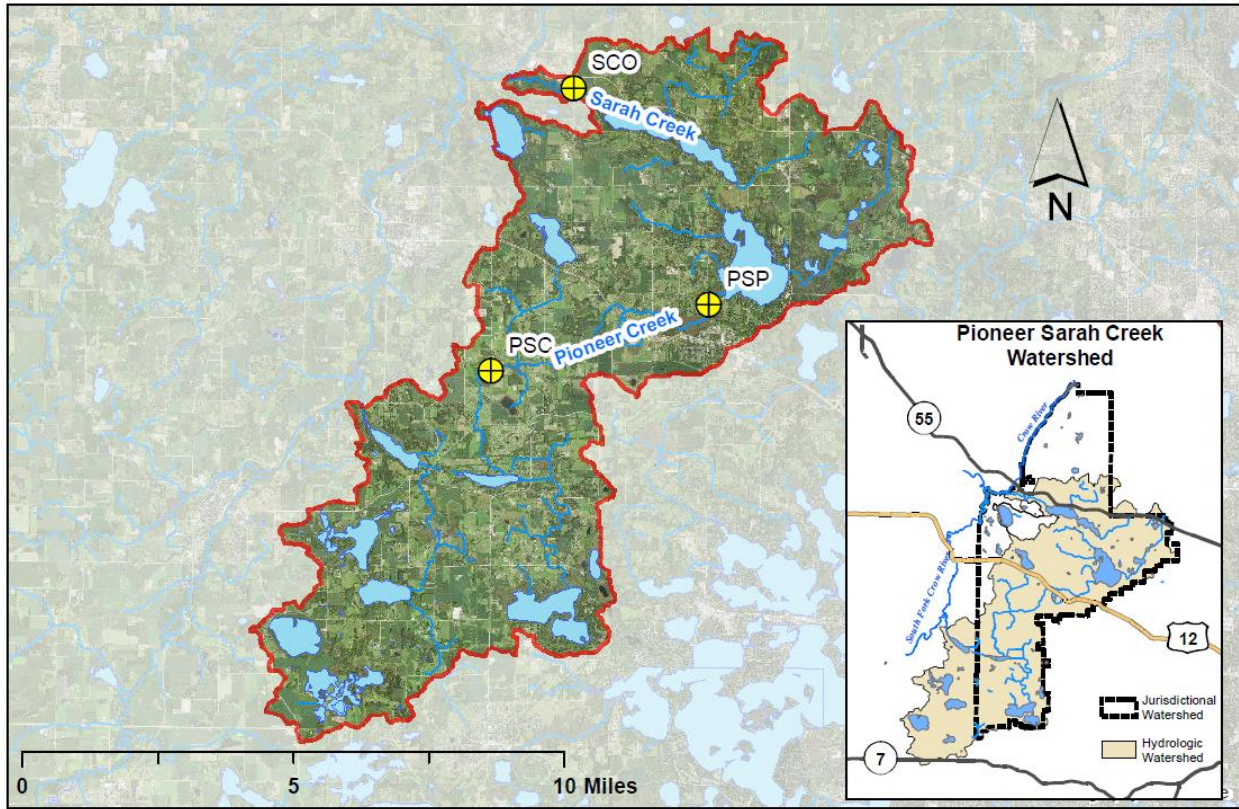 SCO
Sarah Creek
N
PSP
Pioneer Creek
PSC
0
5
10 Miles
Pioneer Sarah Creek
Watershed
55
Crow River
South Fork Crow River
12
7
Jurisdictional
Watershed
Hydrologic
Watershed
e